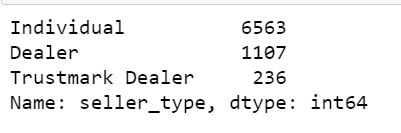 Individual 6563
Dealer 1107
Trustmark Dealer 236
Name: seller_type, dtype: int64